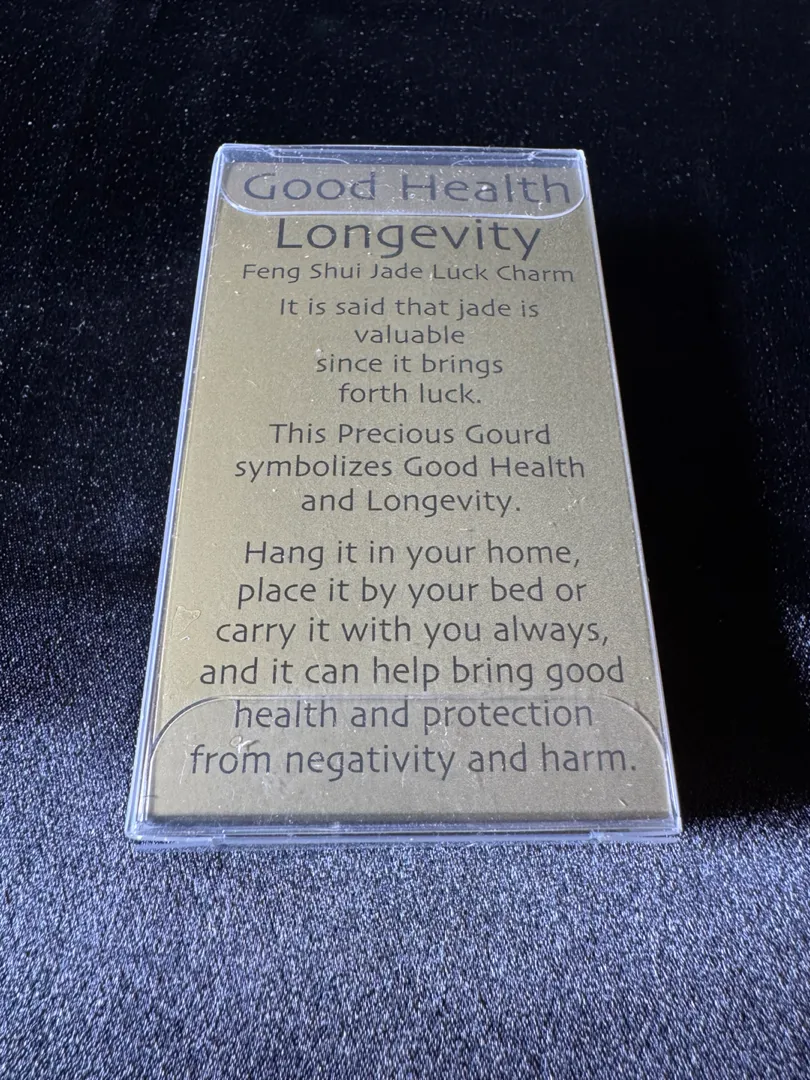 Good Health
Longevity
Feng Shui Jade Luck Charm
It is said that jade is
valuable
since it brings
forth luck.
This Precious Gourd
symbolizes Good Health
and Longevity.
Hang it in your home,
place it by your bed or
carry it with you always,
and it can help bring good
health and protection
from negativity and harm.